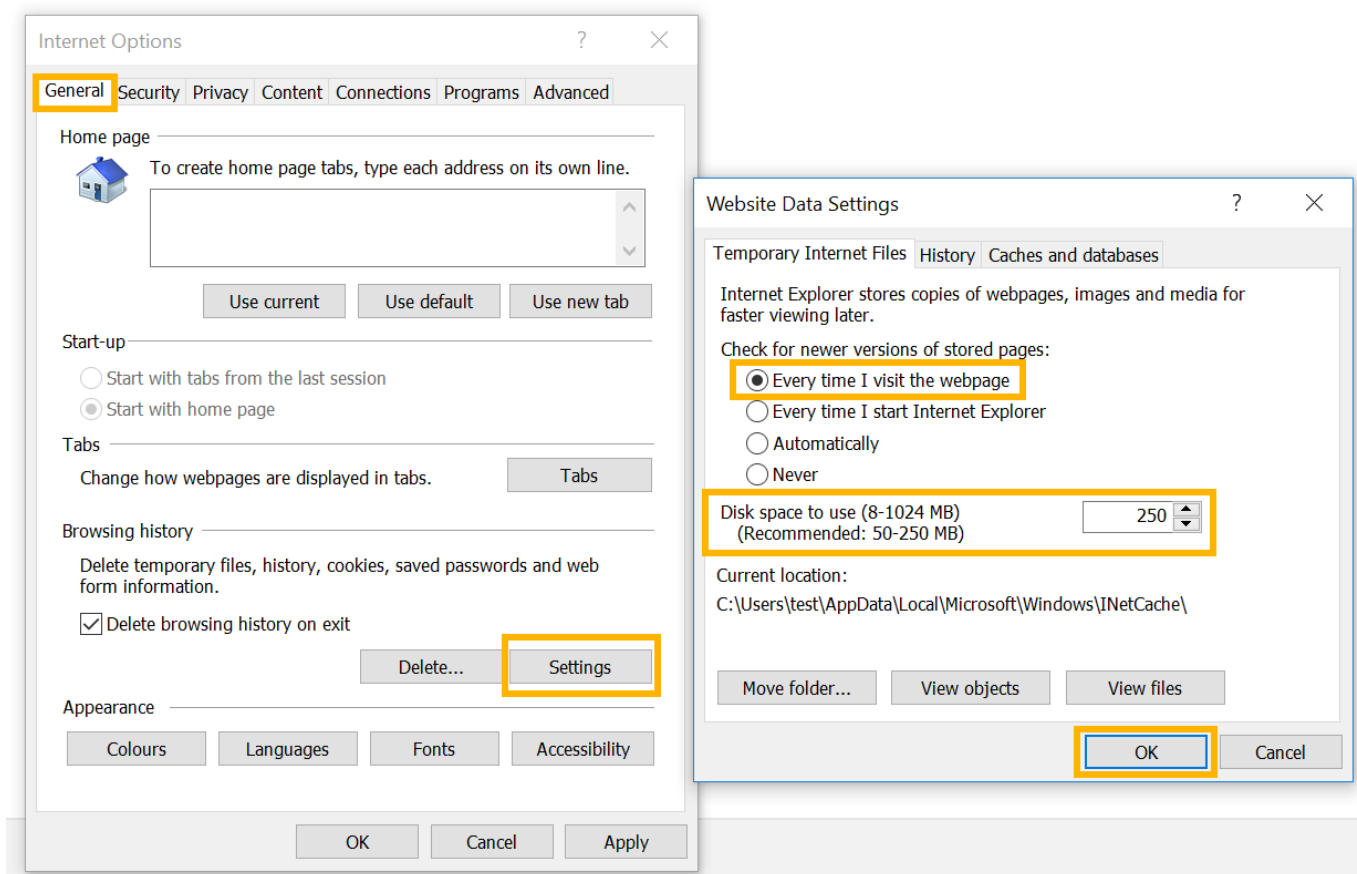 Internet Options
?
General Security Privacy Content Connections Programs Advanced
Home page
To create home page tabs, type each address on its own line.
Use current Use default Use new tab
Start-up
Start with tabs from the last session
Start with home page
Tabs
Change how webpages are displayed in tabs.
Tabs
Browsing history
Delete temporary files, history, cookies, saved passwords and web
form information.
Delete browsing history on exit
Delete... Settings
Appearance
Colours Languages Fonts Accessibility
OK Cancel Apply
Website Data Settings
?
Temporary Internet Files History Caches and databases
Internet Explorer stores copies of webpages, images and media for
faster viewing later.
Check for newer versions of stored pages:
Every time I visit the webpage
Every time I start Internet Explorer
Automatically
Never
Disk space to use (8-1024 MB)
(Recommended: 50-250 MB)
250
Current location:
C:\Users\test\AppData\Local\Microsoft\Windows\INetCache\
Move folder... View objects View files
OK Cancel